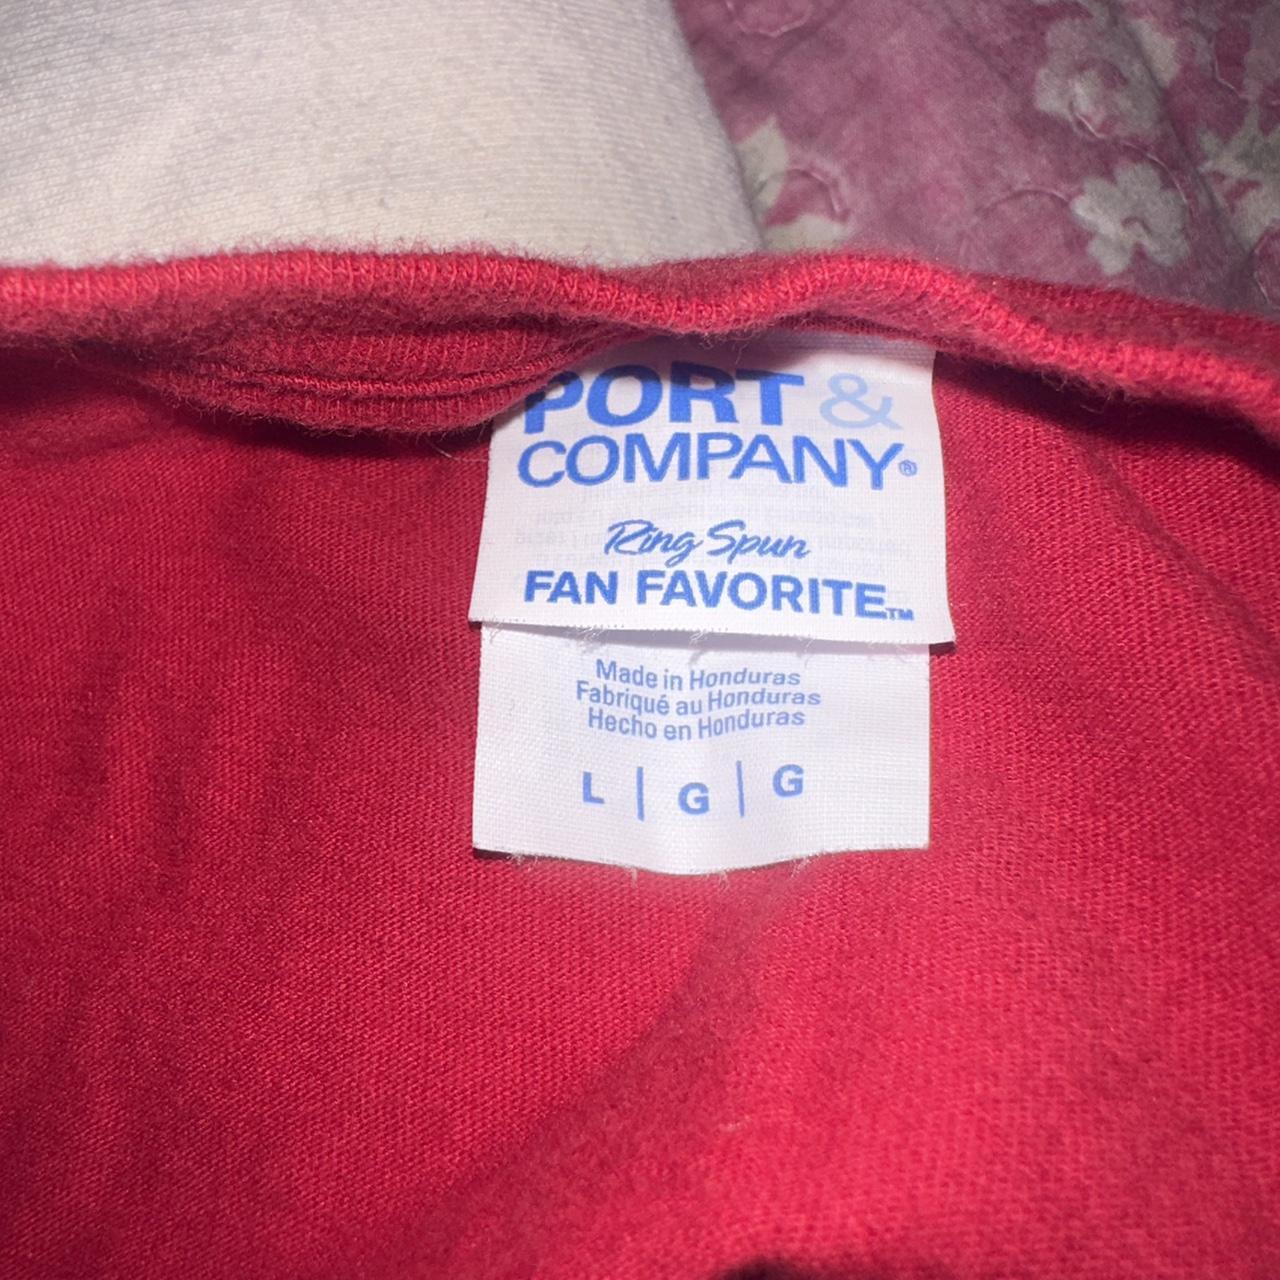 PORT &
COMPANY®
Ring Spun
FAN FAVORITE™
Made in Honduras
Fabriqué au Honduras
Hecho en Honduras
L | G | G